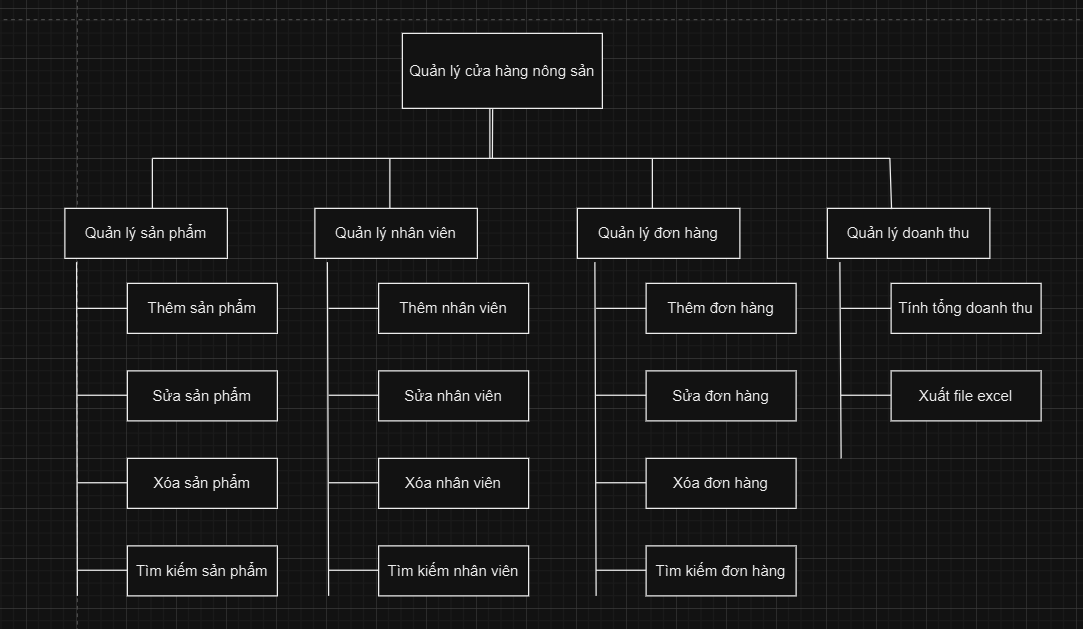 Quản lý cửa hàng nông sản
Quản lý sản phẩm
Quản lý nhân viên
Quản lý đơn hàng
Quản lý doanh thu
Thêm sản phẩm
Thêm nhân viên
Thêm đơn hàng
Tính tổng doanh thu
Sửa sản phẩm
Sửa nhân viên
Sửa đơn hàng
Xuất file excel
Xóa sản phẩm
Xóa nhân viên
Xóa đơn hàng
Tìm kiếm sản phẩm
Tìm kiếm nhân viên
Tìm kiếm đơn hàng